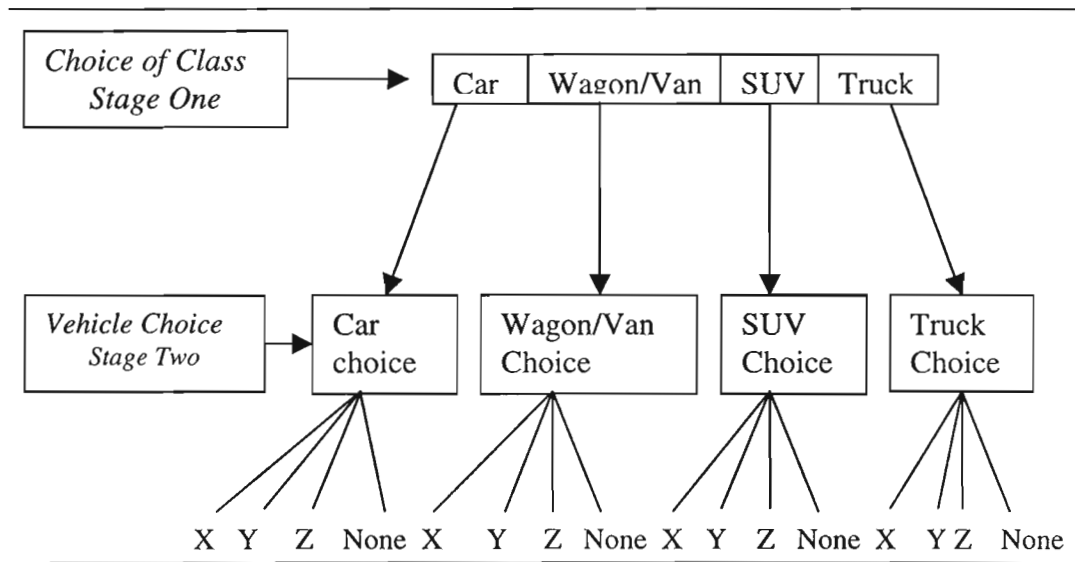 Choice of Class
Stage One
Car Wagon/Van SUV Truck
Vehicle Choice
Stage Two
Car
choice
Wagon/Van
Choice
SUV
Choice
Truck
Choice
X Y Z None X Y Z None X Y Z None X Y Z None